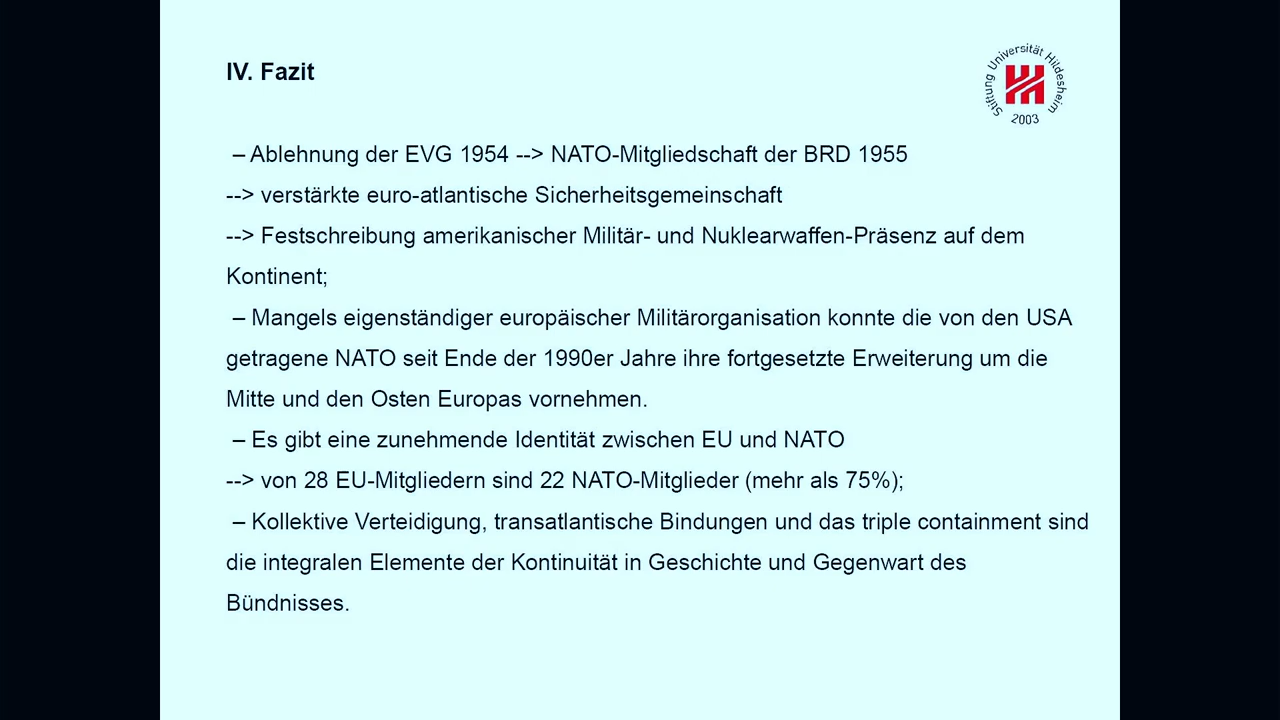 IV. Fazit
Stiftung Universität Hildesheim
2003
– Ablehnung der EVG 1954 --> NATO-Mitgliedschaft der BRD 1955
--> verstärkte euro-atlantische Sicherheitsgemeinschaft
--> Festschreibung amerikanischer Militär- und Nuklearwaffen-Präsenz auf dem
Kontinent;
– Mangels eigenständiger europäischer Militärorganisation konnte die von den USA
getragene NATO seit Ende der 1990er Jahre ihre fortgesetzte Erweiterung um die
Mitte und den Osten Europas vornehmen.
– Es gibt eine zunehmende Identität zwischen EU und NATO
--> von 28 EU-Mitgliedern sind 22 NATO-Mitglieder (mehr als 75%);
– Kollektive Verteidigung, transatlantische Bindungen und das triple containment sind
die integralen Elemente der Kontinuität in Geschichte und Gegenwart des
Bündnisses.